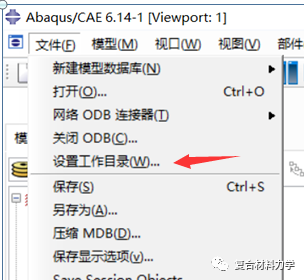 Abaqus/CAE 6.14-1 [Viewport: 1]
文件(F) 模型(M) 视口(W) 视图(V) 部件
新建模型数据库(N)
打开(O)... Ctrl+O
网络 ODB 连接器(T)
关闭 ODB(C)...
设置工作目录(W)...
保存(S) Ctrl+S
另存为(A)...
压缩 MDB(D)...
保存显示选项(v)...
Save Session Objects
复合材料力学